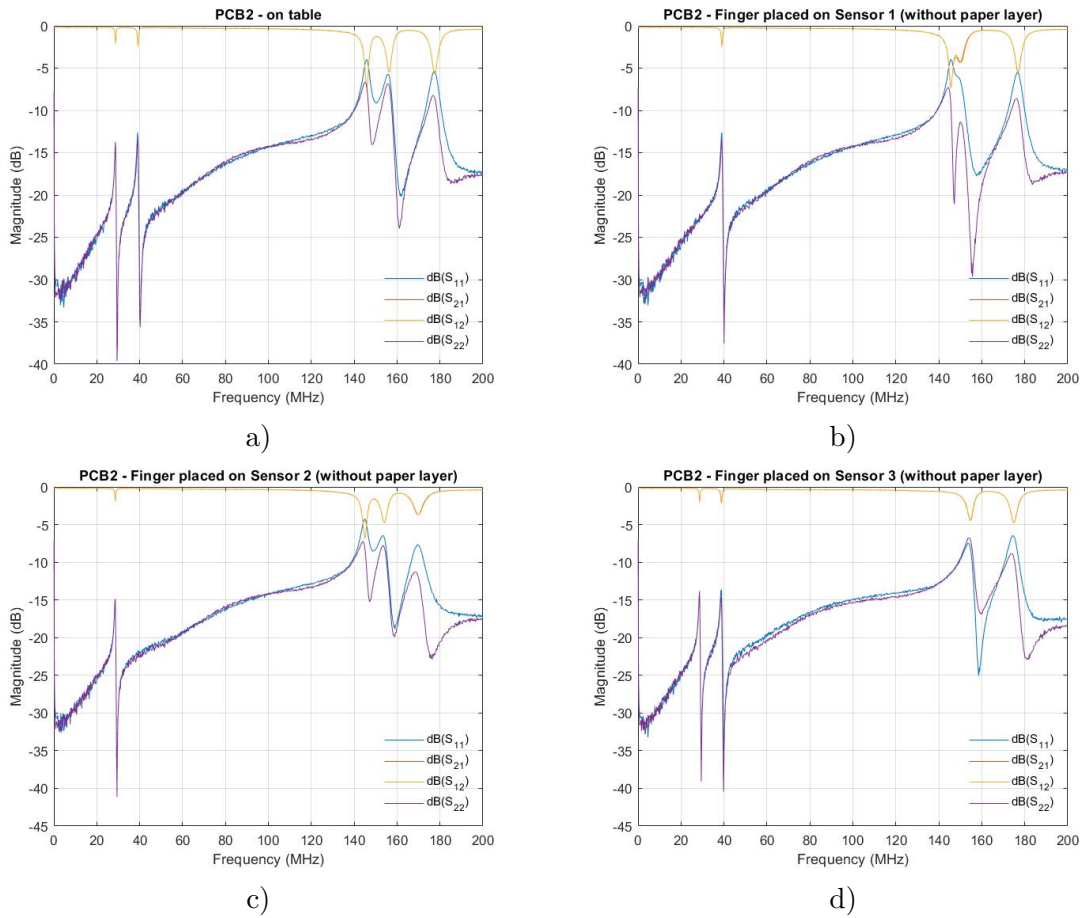 PCB2 - on table
0
-5
-10
-15
-20
-25
-30
-35
-40
Magnitude (dB)
dB(S11)
dB(S21)
dB(S12)
dB(S22)
0 20 40 60 80 100 120 140 160 180 200
Frequency (MHz)
a)
PCB2 - Finger placed on Sensor 1 (without paper layer)
0
-5
-10
-15
-20
-25
-30
-35
-40
Magnitude (dB)
dB(S11)
dB(S21)
dB(S12)
dB(S22)
0 20 40 60 80 100 120 140 160 180 200
Frequency (MHz)
b)
PCB2 - Finger placed on Sensor 2 (without paper layer)
0
-5
-10
-15
-20
-25
-30
-35
-40
-45
Magnitude (dB)
dB(S11)
dB(S21)
dB(S12)
dB(S22)
0 20 40 60 80 100 120 140 160 180 200
Frequency (MHz)
c)
PCB2 - Finger placed on Sensor 3 (without paper layer)
0
-5
-10
-15
-20
-25
-30
-35
-40
-45
Magnitude (dB)
dB(S11)
dB(S21)
dB(S12)
dB(S22)
0 20 40 60 80 100 120 140 160 180 200
Frequency (MHz)
d)